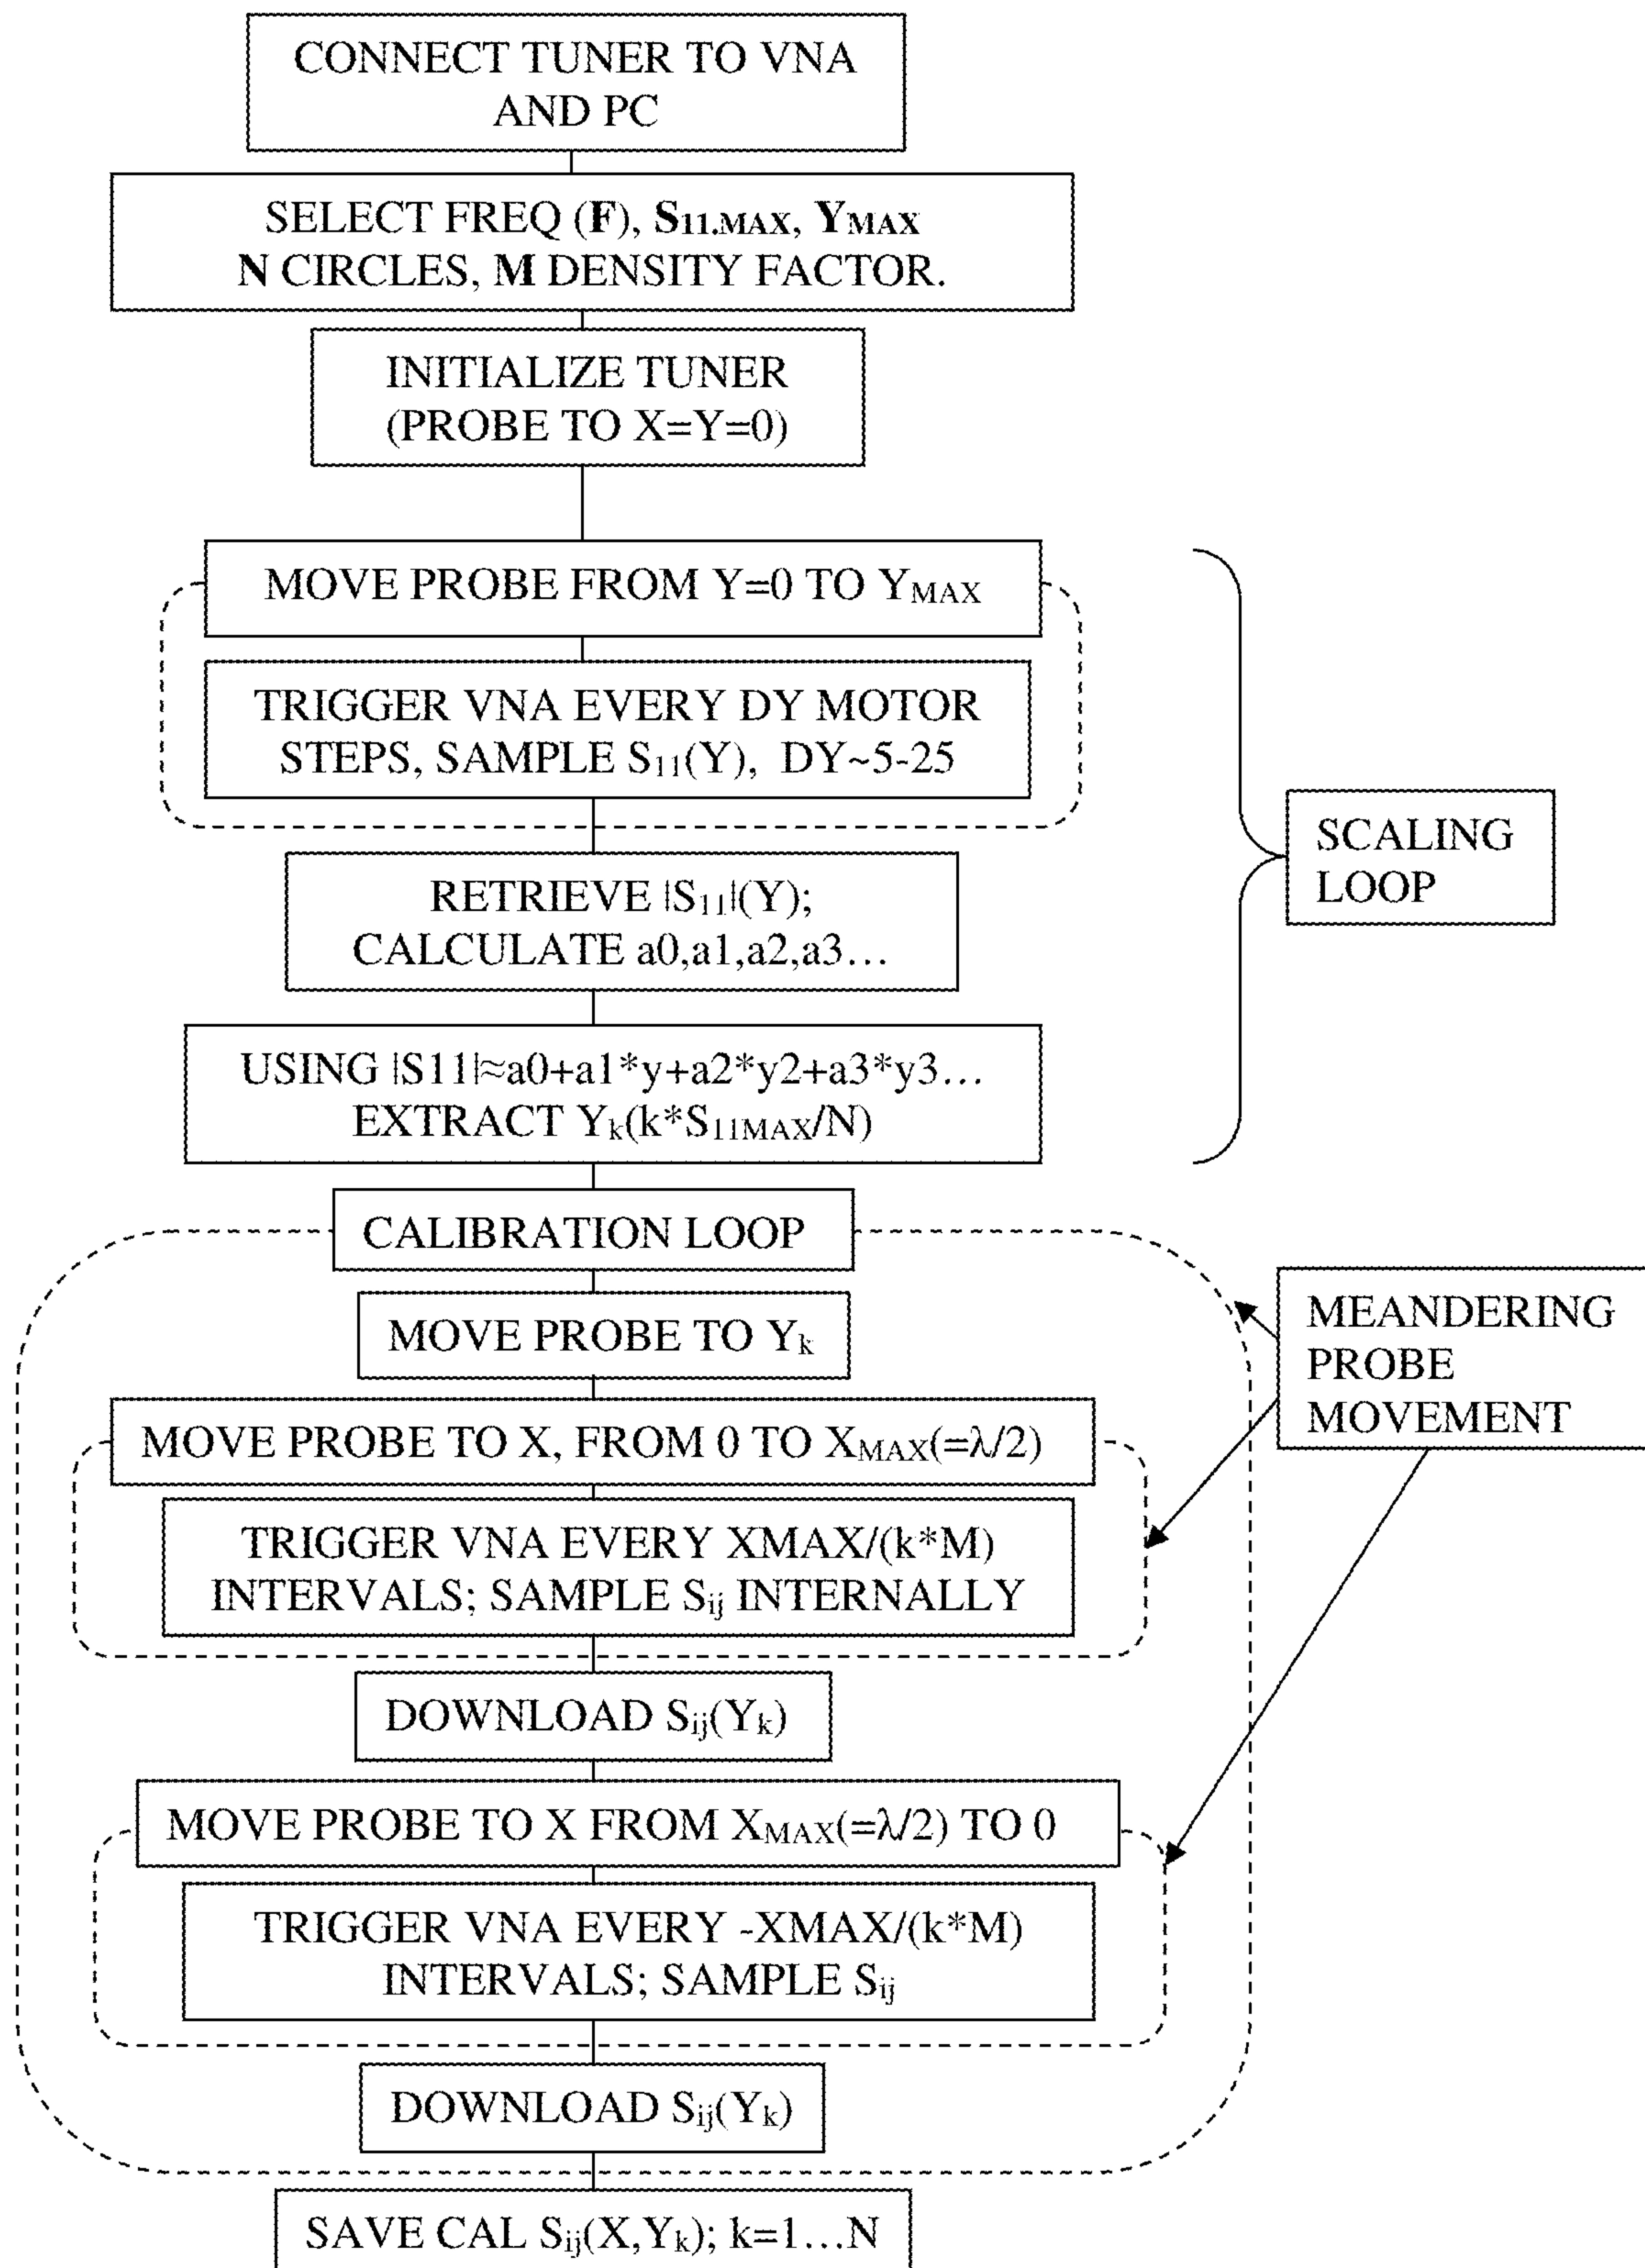 CONNECT TUNER TO VNA
AND PC
SELECT FREQ (F), S11.MAX, YMAX
N CIRCLES, M DENSITY FACTOR.
INITIALIZE TUNER
(PROBE TO X=Y=0)
MOVE PROBE FROM Y=0 TO YMAX
TRIGGER VNA EVERY DY MOTOR
STEPS, SAMPLE S11(Y), DY~5-25
RETRIEVE |S11|(Y);
CALCULATE a0,a1,a2,a3...
USING |S11|≈a0+a1*y+a2*y2+a3*y3...
EXTRACT Yk(k*S11MAX/N)
SCALING
LOOP
CALIBRATION LOOP
MOVE PROBE TO Yk
MOVE PROBE TO X, FROM 0 TO XMAX(=λ/2)
TRIGGER VNA EVERY XMAX/(k*M)
INTERVALS; SAMPLE Sij INTERNALLY
DOWNLOAD Sij(Yk)
MOVE PROBE TO X FROM XMAX(=λ/2) TO 0
TRIGGER VNA EVERY -XMAX/(k*M)
INTERVALS; SAMPLE Sij
DOWNLOAD Sij(Yk)
MEANDERING
PROBE
MOVEMENT
SAVE CAL Sij(X,Yk); k=1...N